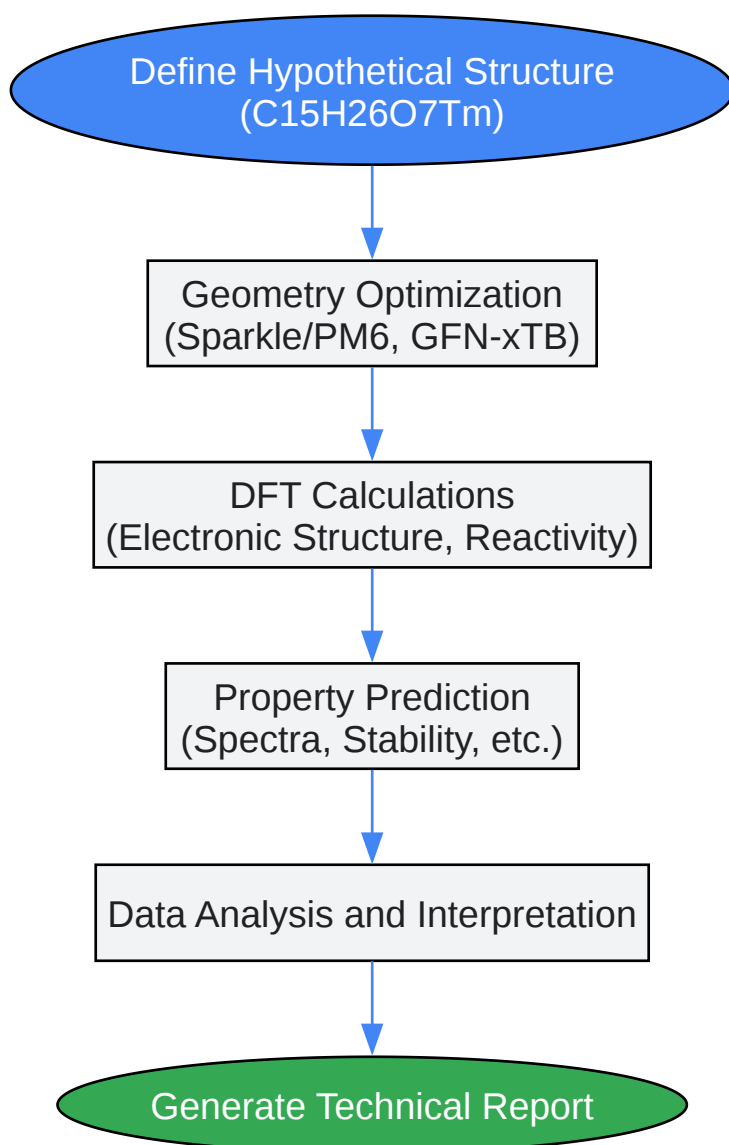 Define Hypothetical Structure
(C15H26O7Tm)
Geometry Optimization
(Sparkle/PM6, GFN-xTB)
DFT Calculations
(Electronic Structure, Reactivity)
Property Prediction
(Spectra, Stability, etc.)
Data Analysis and Interpretation
Generate Technical Report